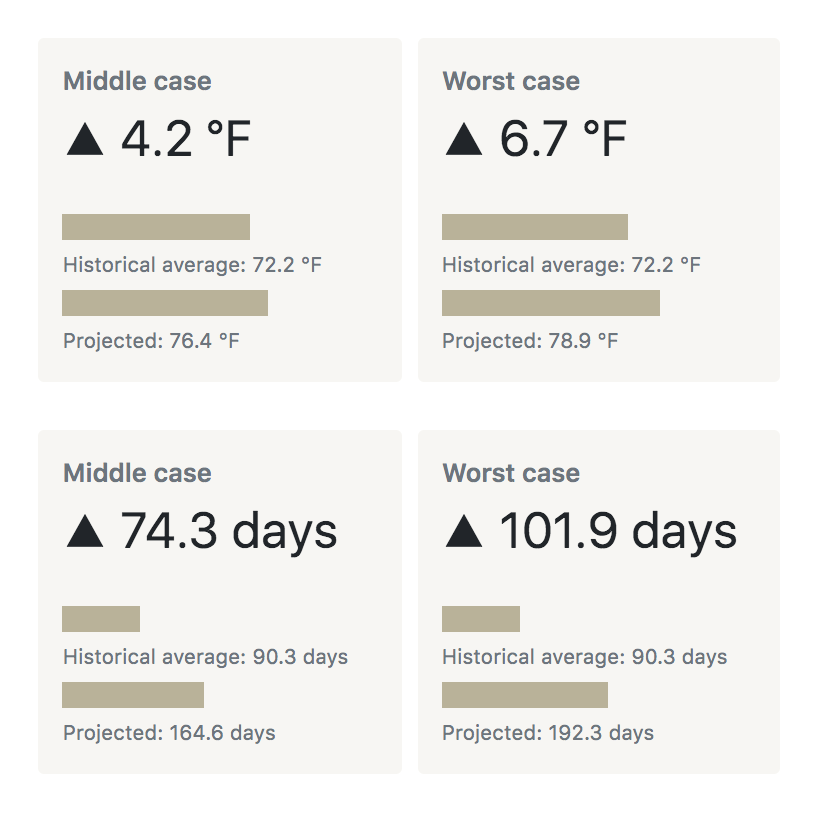 Middle case
▲ 4.2 °F
Historical average: 72.2 °F
Projected: 76.4 °F
Worst case
▲ 6.7 °F
Historical average: 72.2 °F
Projected: 78.9 °F
Middle case
▲ 74.3 days
Historical average: 90.3 days
Projected: 164.6 days
Worst case
▲ 101.9 days
Historical average: 90.3 days
Projected: 192.3 days